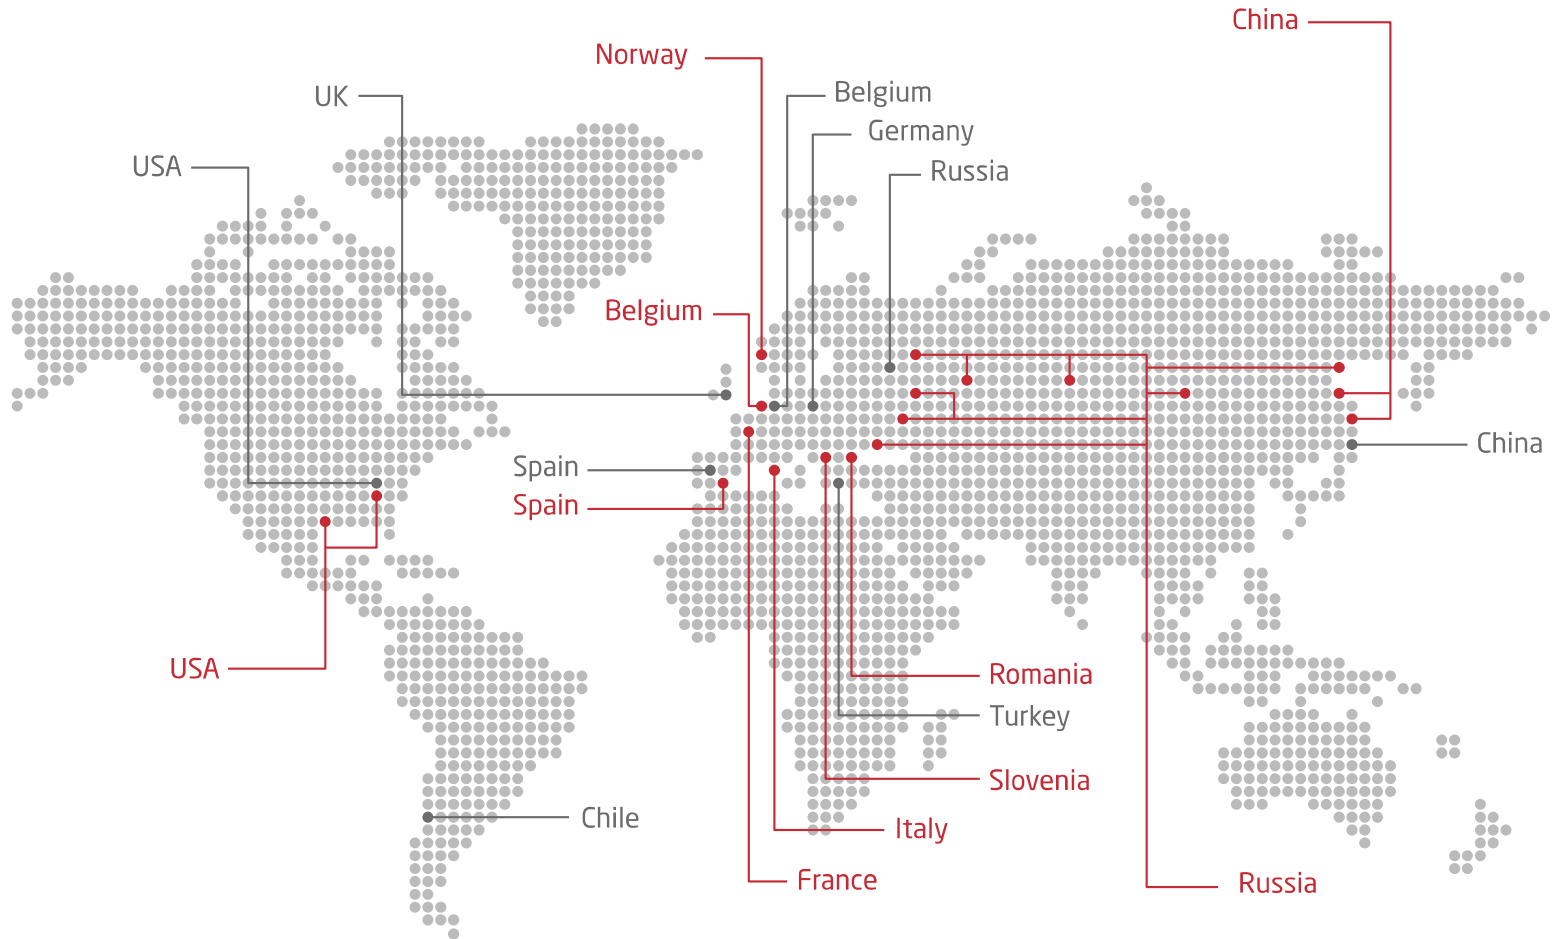 China
Norway
Belgium
UK
Germany
USA
Russia
Belgium
China
Spain
Spain
USA
Romania
Turkey
Slovenia
Chile
Italy
France
Russia